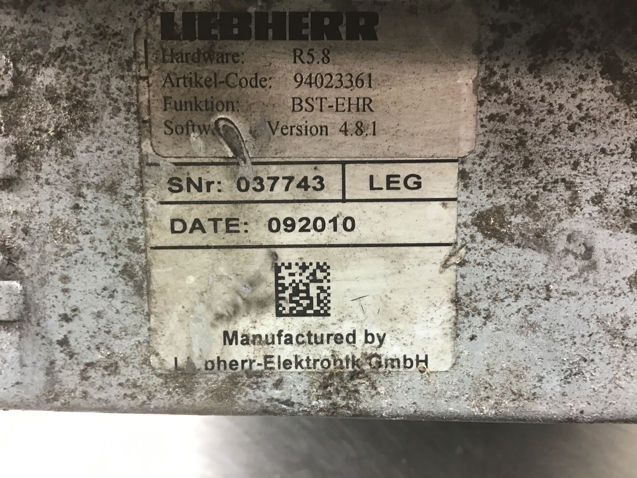 LIEBHERR
Hardware: R5.8
Artikel-Code: 94023361
Funktion: BST-EHR
Version 4.8.1
SNr: 037743 LEG
DATE: 092010
T
Manufactured by
GmbH